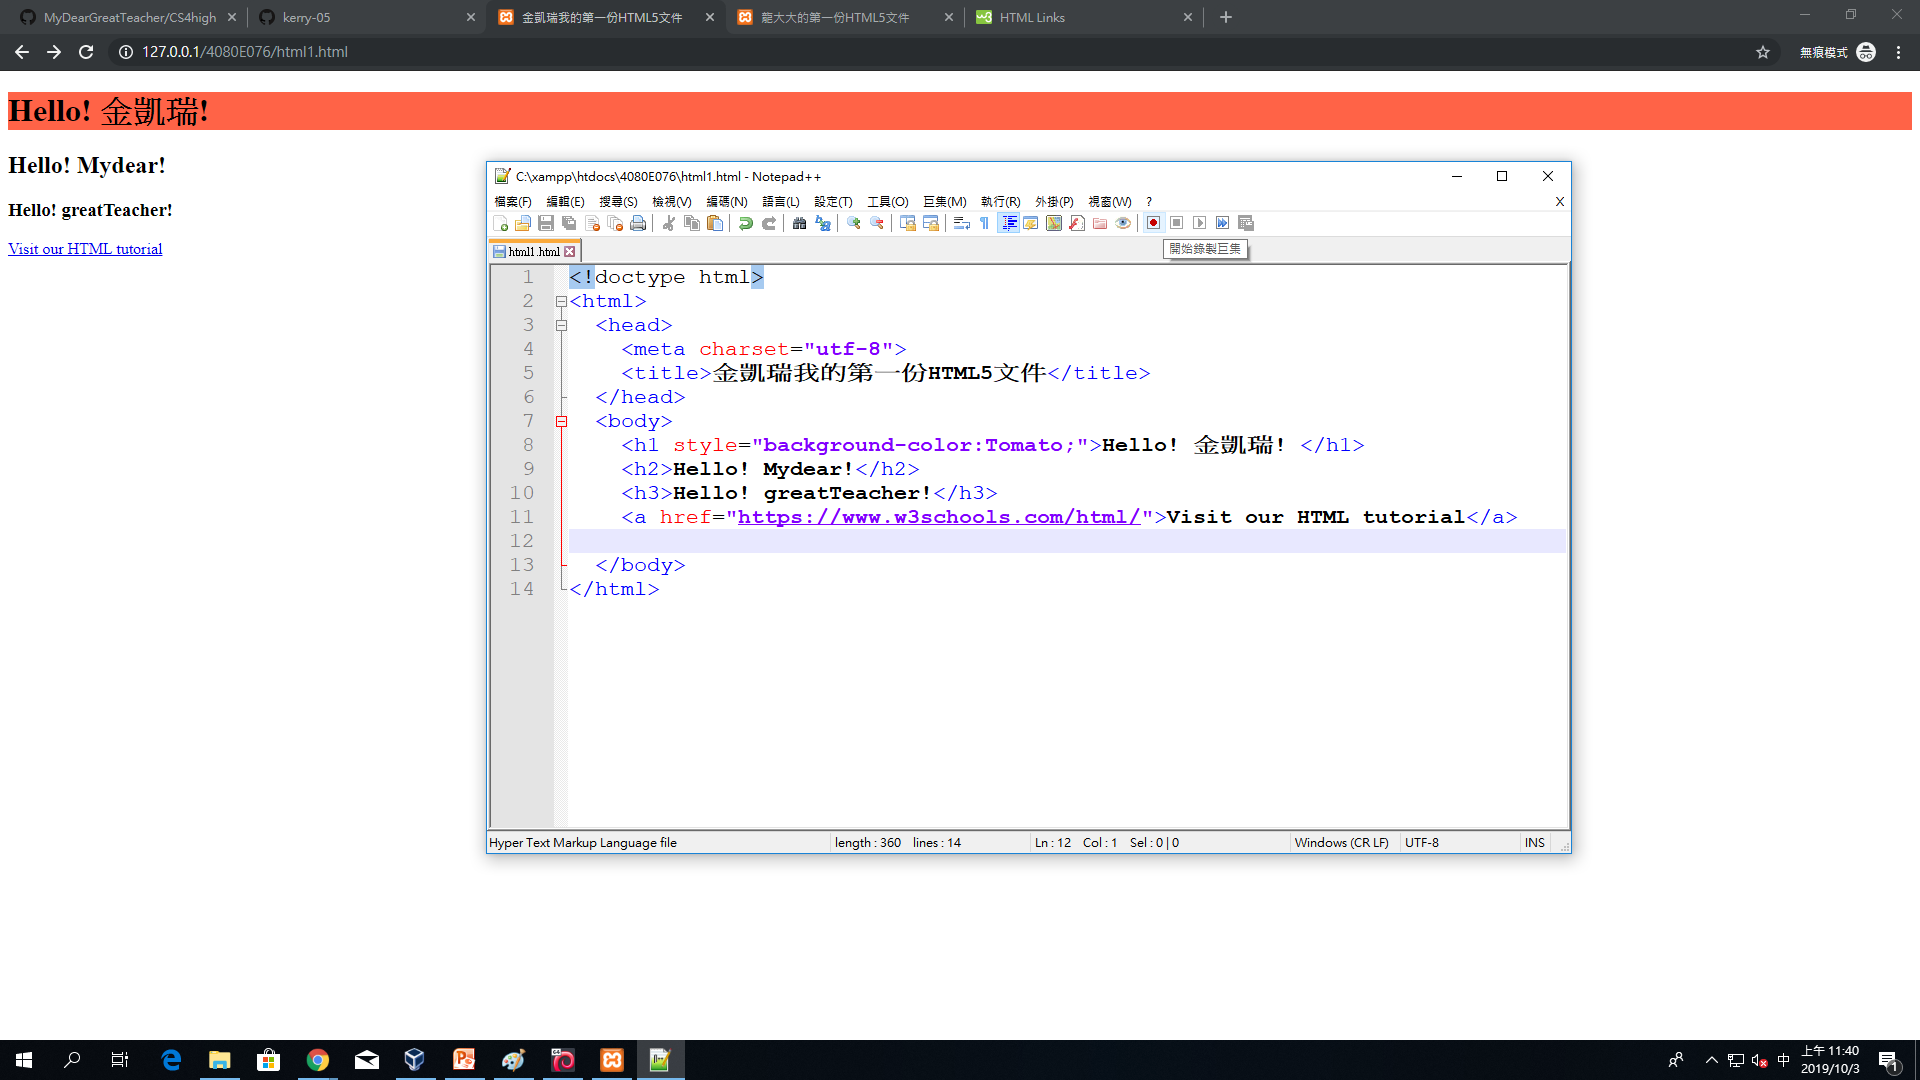 MyDearGreatTeacher/CS4high
kerry-05
金凱瑞我的第一份HTML5文件
龍大大的第一份HTML5文件
HTML Links
127.0.0.1/4080E076/html1.html
無痕模式
Hello! 金凱瑞!
Hello! Mydear!
Hello! greatTeacher!
Visit our HTML tutorial
C:\xampp\htdocs\4080E076\html1.html - Notepad++
檔案(F) 編輯(E) 搜尋(S) 檢視(V) 編碼(N) 語言(L) 設定(T) 工具(O) 巨集(M) 執行(R) 外掛(P) 視窗(W) ? X
開始錄製巨集
html1.html
1 <!doctype html>
2 <html>
3 <head>
4 <meta charset="utf-8">
5 <title>金凱瑞我的第一份HTML5文件</title>
6 </head>
7 <body>
8 <h1 style="background-color:Tomato;">Hello! 金凱瑞! </h1>
9 <h2>Hello! Mydear!</h2>
10 <h3>Hello! greatTeacher!</h3>
11 <a href="https://www.w3schools.com/html/">Visit our HTML tutorial</a>
12
13 </body>
14 </html>
Hyper Text Markup Language file length : 360 lines : 14 Ln : 12 Col : 1 Sel : 0 | 0 Windows (CR LF) UTF-8 INS
中
上午 11:40
2019/10/3
1